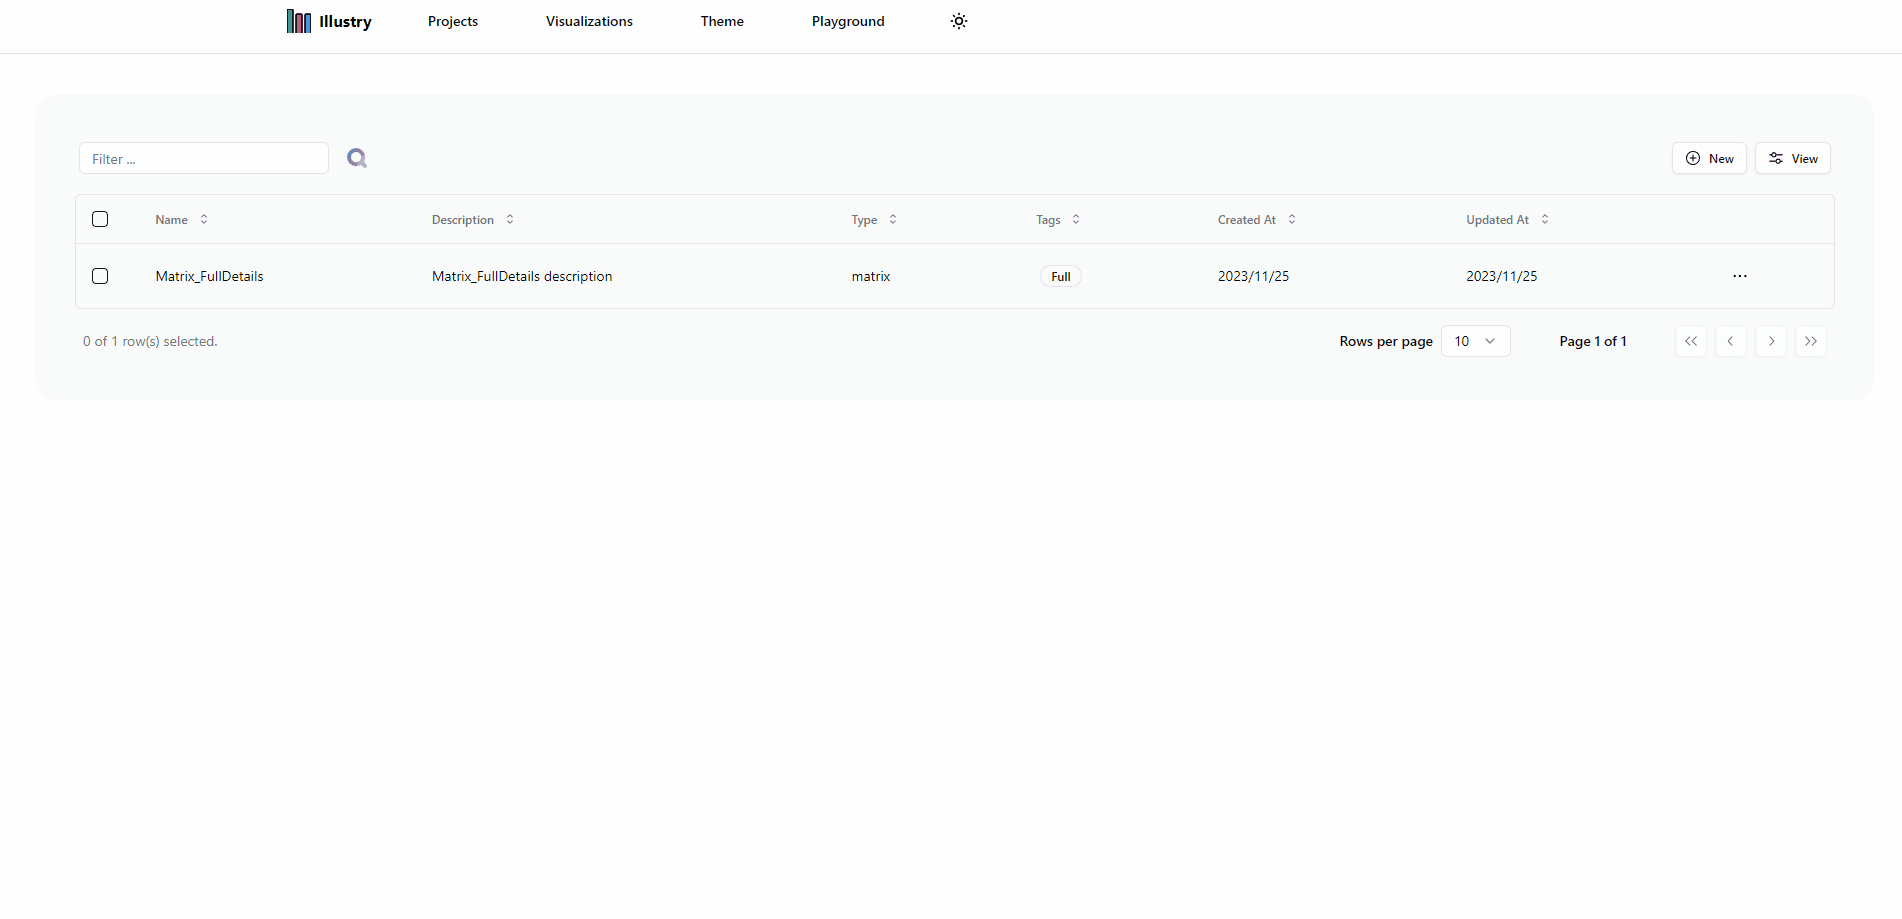 Illustry Projects Visualizations Theme Playground
Filter ... New View
Name Description Type Tags Created At Updated At
Matrix_FullDetails Matrix_FullDetails description matrix Full 2023/11/25 2023/11/25 ...
0 of 1 row(s) selected. Rows per page 10 Page 1 of 1